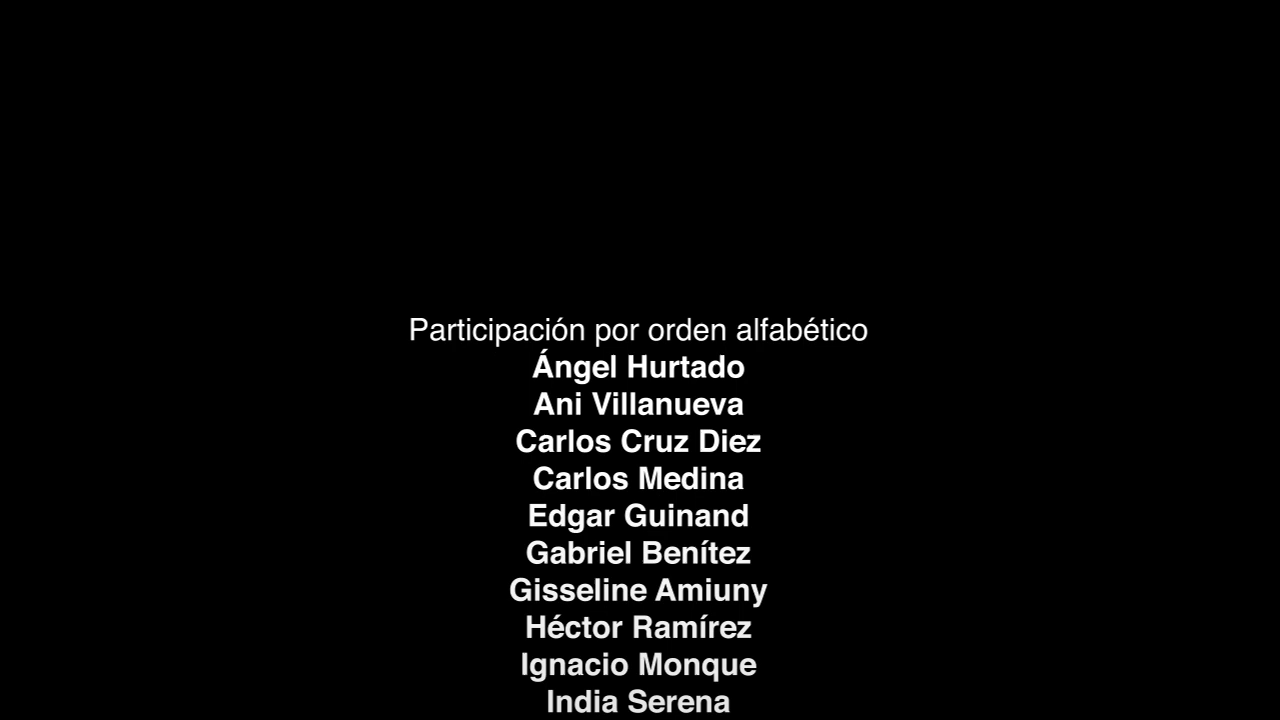 Participación por orden alfabético
Ángel Hurtado
Ani Villanueva
Carlos Cruz Diez
Carlos Medina
Edgar Guinand
Gabriel Benítez
Gisseline Amiuny
Héctor Ramírez
Ignacio Monque
India Serena